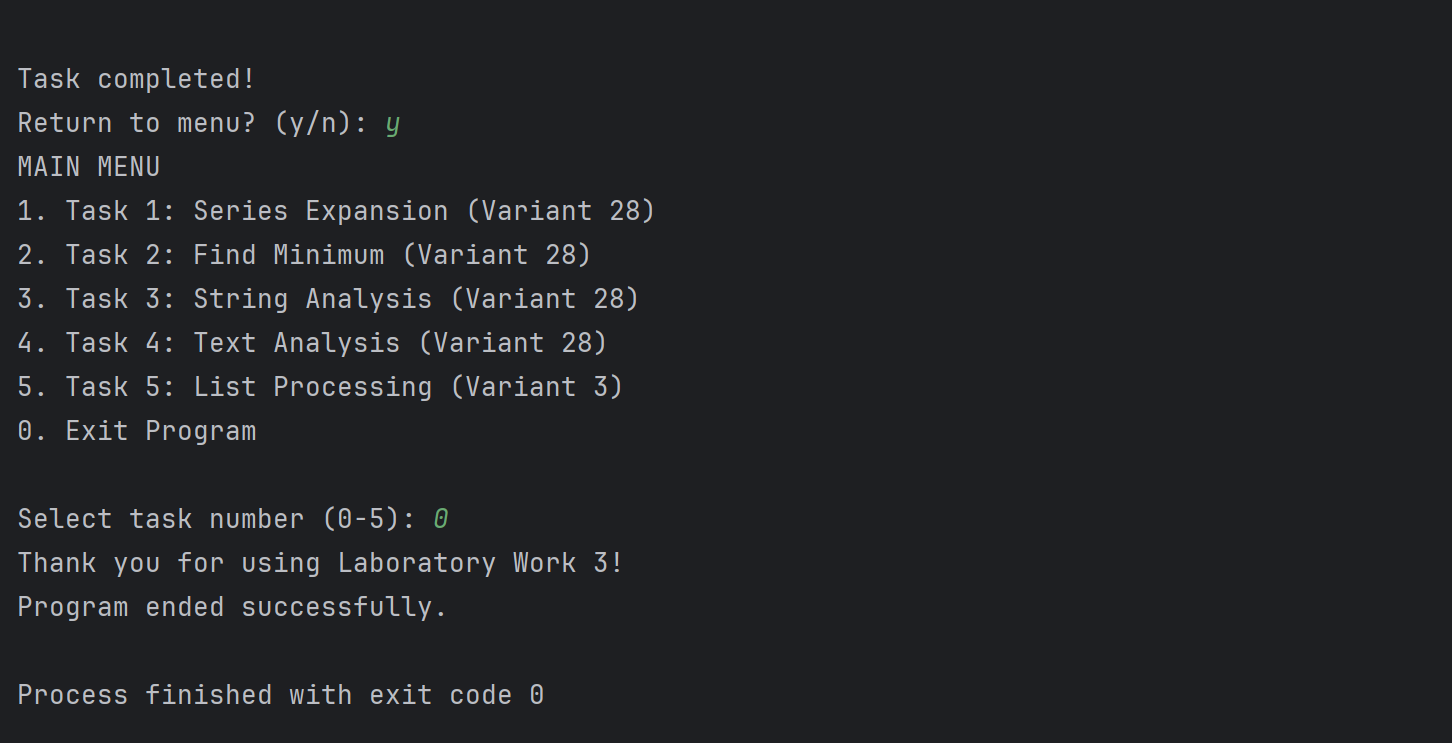 Task completed!
Return to menu? (y/n): y
MAIN MENU
1. Task 1: Series Expansion (Variant 28)
2. Task 2: Find Minimum (Variant 28)
3. Task 3: String Analysis (Variant 28)
4. Task 4: Text Analysis (Variant 28)
5. Task 5: List Processing (Variant 3)
0. Exit Program
Select task number (0-5): 0
Thank you for using Laboratory Work 3!
Program ended successfully.
Process finished with exit code 0